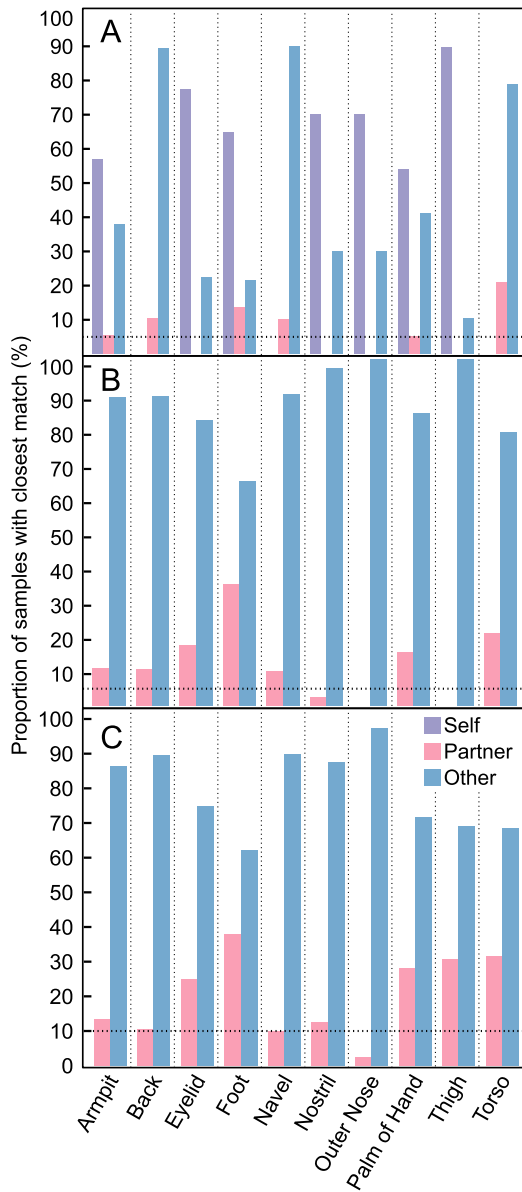 Proportion of samples with closest match (%)
A
100
90
80
70
60
50
40
30
20
10
B
100
90
80
70
60
50
40
30
20
10
C
100
90
80
70
60
50
40
30
20
10
0
Self
Partner
Other
Armpit
Back
Eyelid
Foot
Navel
Nostril
Outer Nose
Palm of Hand
Thigh
Torso